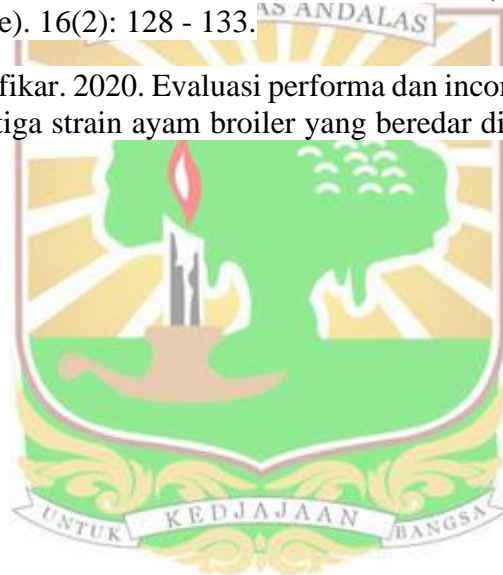 e). 16(2): 128 - 133.
AS ANDALAS
fikar. 2020. Evaluasi performa dan incor
tiga strain ayam broiler yang beredar di
UNTUK KEDJAJAAN BANGSA